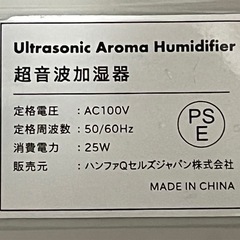 Ultrasonic Aroma Humidifier
超音波加湿器
定格電圧：AC100V
定格周波数：50/60Hz
消費電力：25W
販売元：ハンファQセルズジャパン株式会社
PS
E
MADE IN CHINA